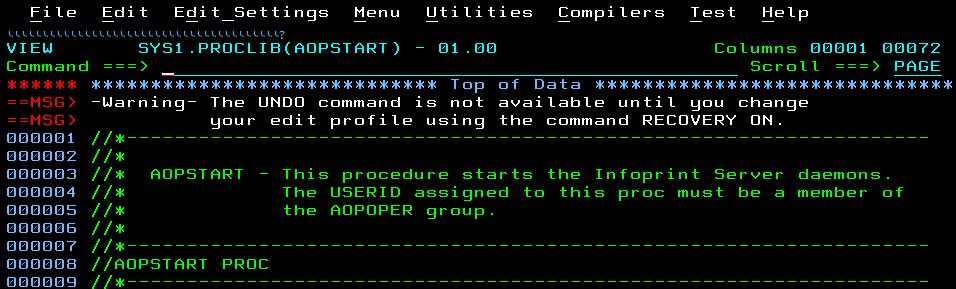 File  Edit  Edit_Settings  Menu  Utilities  Compilers  Test  Help
VIEW       SYS1.PROCLIB(AOPSTART) - 01.00                    Columns 00001 00072
Command ===>                                                  Scroll ===> PAGE
****** ***************************** Top of Data ******************************
==MSG> -Warning- The UNDO command is not available until you change
==MSG>           your edit profile using the command RECOVERY ON.
000001 //*--------------------------------------------------------------------
000002 //*
000003 //*  AOPSTART - This procedure starts the Infoprint Server daemons.
000004 //*             The USERID assigned to this proc must be a member of
000005 //*             the AOPOPER group.
000006 //*
000007 //*--------------------------------------------------------------------
000008 //AOPSTART PROC
000009 //*--------------------------------------------------------------------